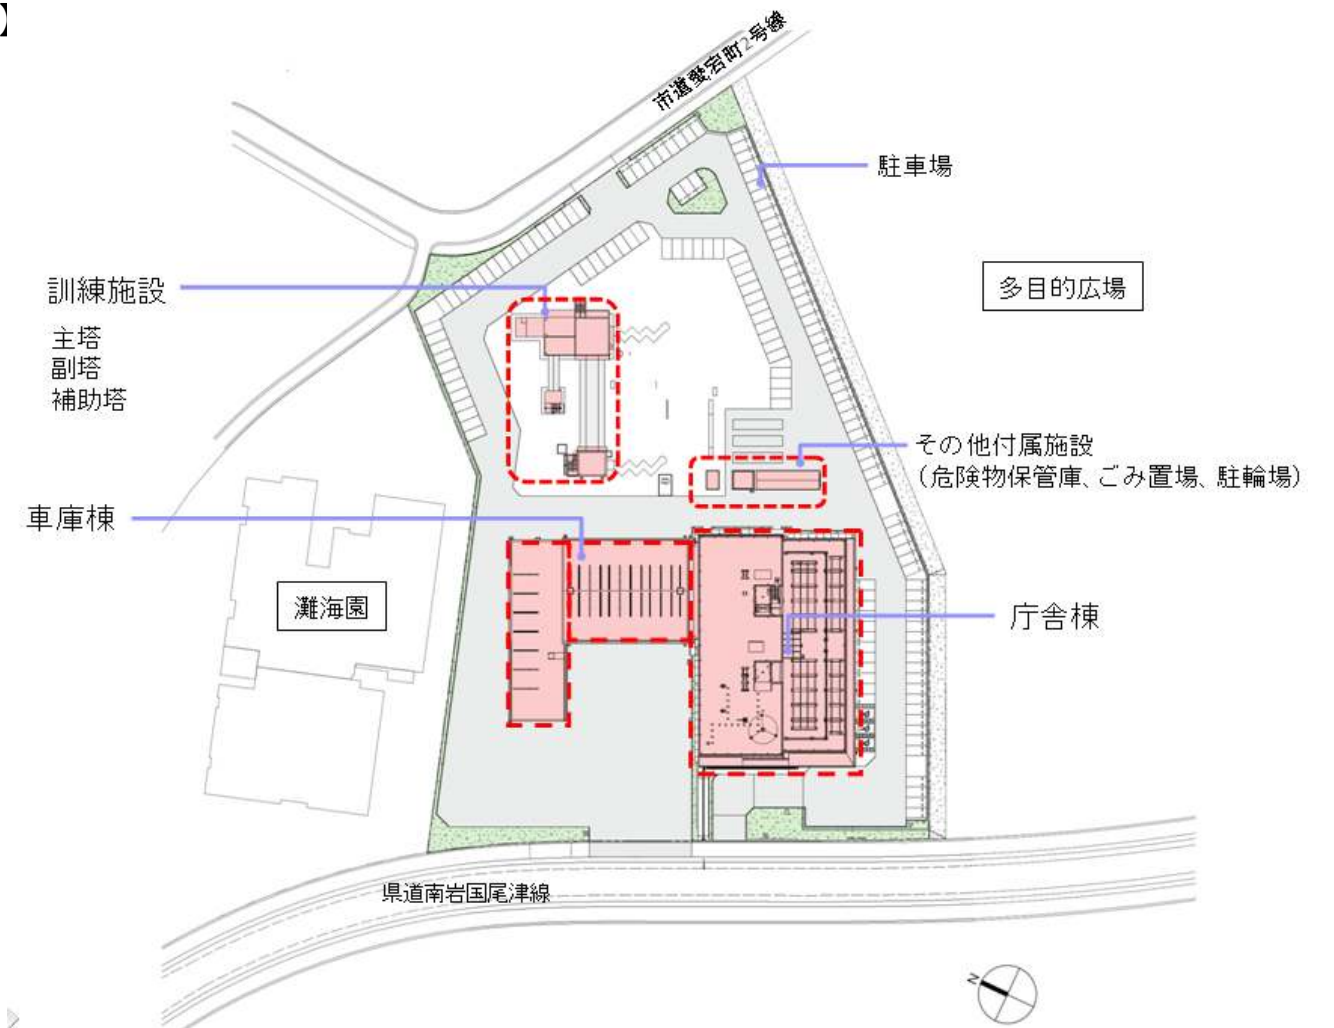 】
市道愛宕町2号線
駐車場
多目的広場
訓練施設
主塔
副塔
補助塔
その他付属施設
（危険物保管庫、ごみ置場、駐輪場）
車庫棟
灘海園
庁舎棟
県道南岩国尾津線
N